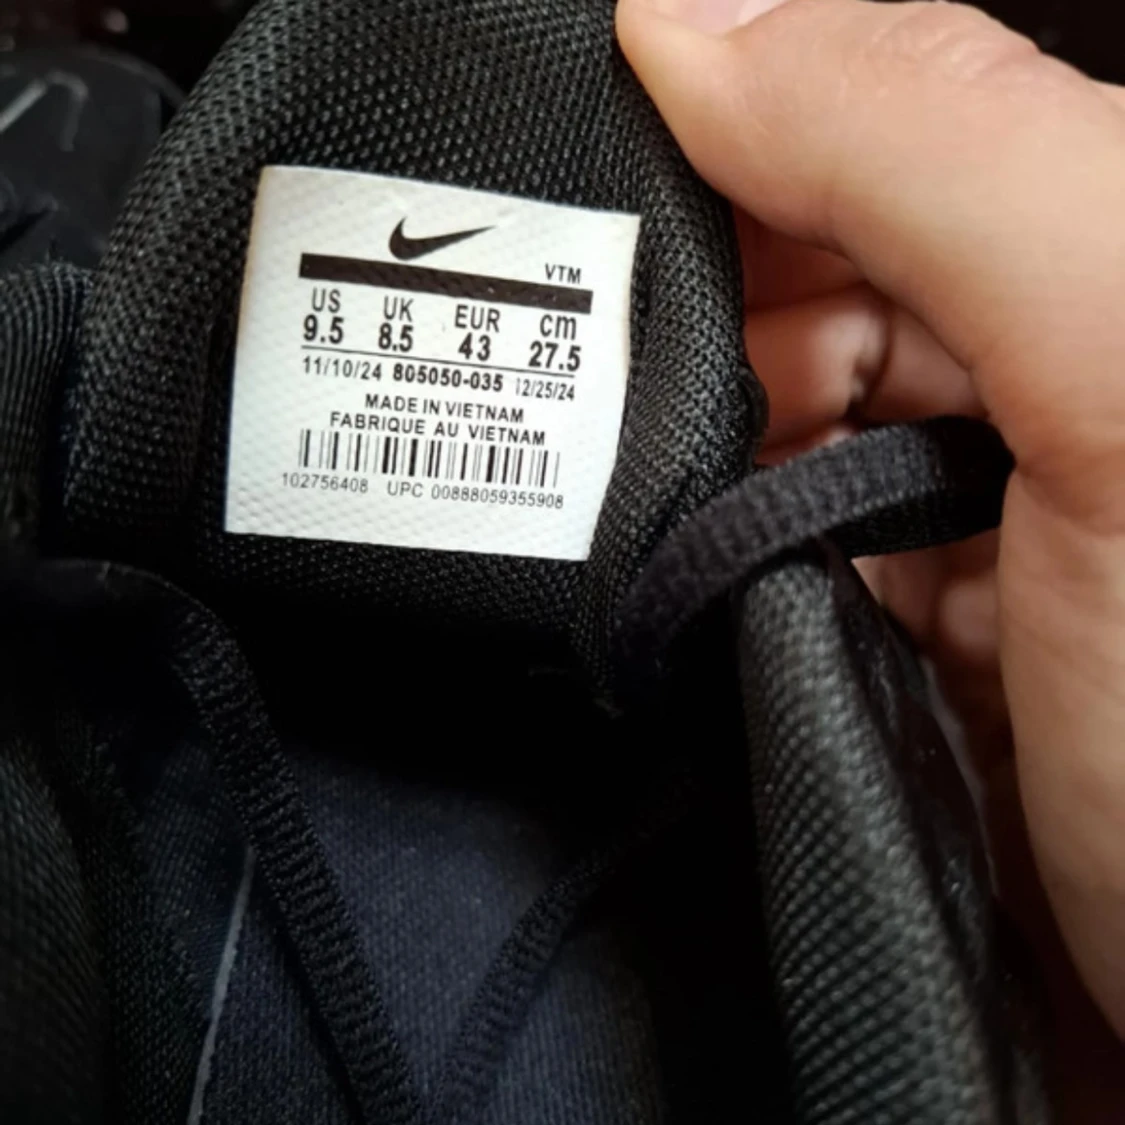 VTM
US UK EUR cm
9.5 8.5 43 27.5
11/10/24 805050-035 12/25/24
MADE IN VIETNAM
FABRIQUE AU VIETNAM
102756408 UPC 00888059355908